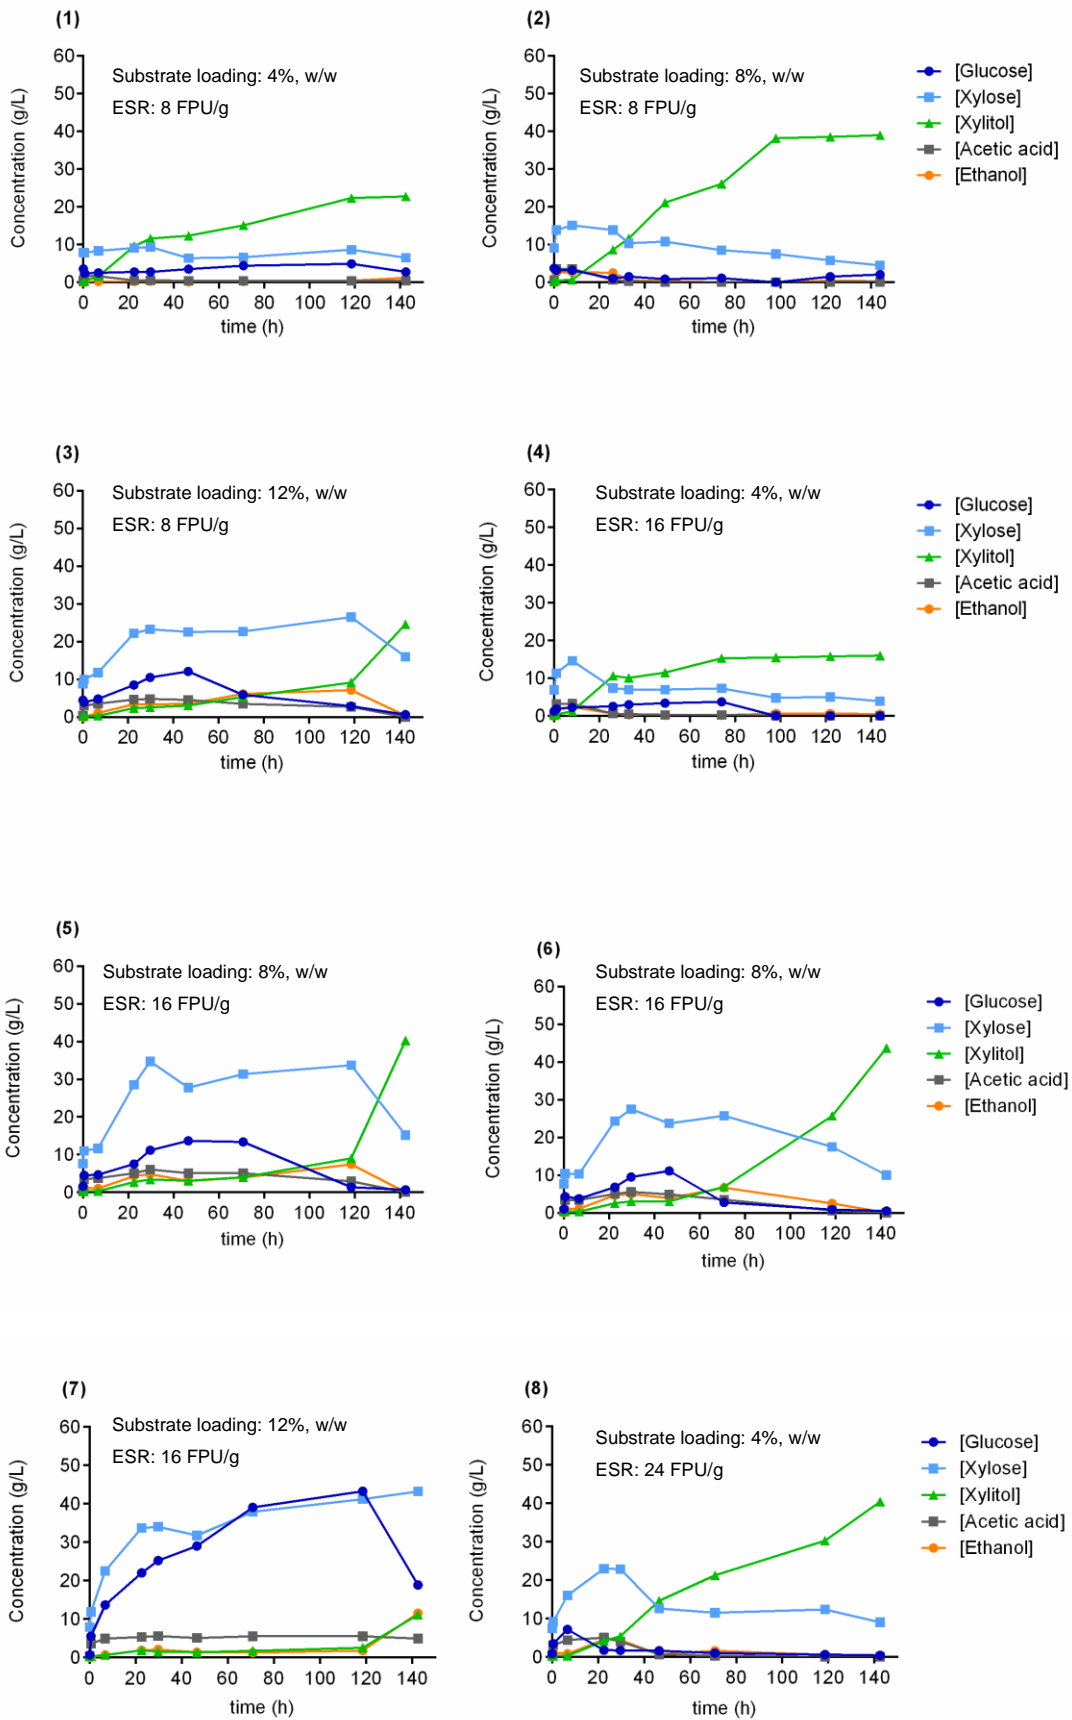 (1)
Substrate loading: 4%, w/w
ESR: 8 FPU/g
Concentration (g/L)
60
50
40
30
20
10
0
0 20 40 60 80 100 120 140
time (h)
(2)
Substrate loading: 8%, w/w
ESR: 8 FPU/g
Concentration (g/L)
60
50
40
30
20
10
0
0 20 40 60 80 100 120 140
time (h)
[Glucose]
[Xylose]
[Xylitol]
[Acetic acid]
[Ethanol]
(3)
Substrate loading: 12%, w/w
ESR: 8 FPU/g
Concentration (g/L)
60
50
40
30
20
10
0
0 20 40 60 80 100 120 140
time (h)
(4)
Substrate loading: 4%, w/w
ESR: 16 FPU/g
Concentration (g/L)
60
50
40
30
20
10
0
0 20 40 60 80 100 120 140
time (h)
[Glucose]
[Xylose]
[Xylitol]
[Acetic acid]
[Ethanol]
(5)
Substrate loading: 8%, w/w
ESR: 16 FPU/g
Concentration (g/L)
60
50
40
30
20
10
0
0 20 40 60 80 100 120 140
time (h)
(6)
Substrate loading: 8%, w/w
ESR: 16 FPU/g
Concentration (g/L)
60
50
40
30
20
10
0
0 20 40 60 80 100 120 140
time (h)
[Glucose]
[Xylose]
[Xylitol]
[Acetic acid]
[Ethanol]
(7)
Substrate loading: 12%, w/w
ESR: 16 FPU/g
Concentration (g/L)
60
50
40
30
20
10
0
0 20 40 60 80 100 120 140
time (h)
(8)
Substrate loading: 4%, w/w
ESR: 24 FPU/g
Concentration (g/L)
60
50
40
30
20
10
0
0 20 40 60 80 100 120 140
time (h)
[Glucose]
[Xylose]
[Xylitol]
[Acetic acid]
[Ethanol]